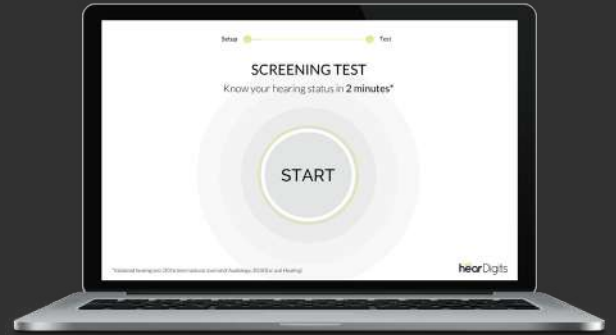 Setup Test
SCREENING TEST
Know your hearing status in 2 minutes*
START
hearDigits